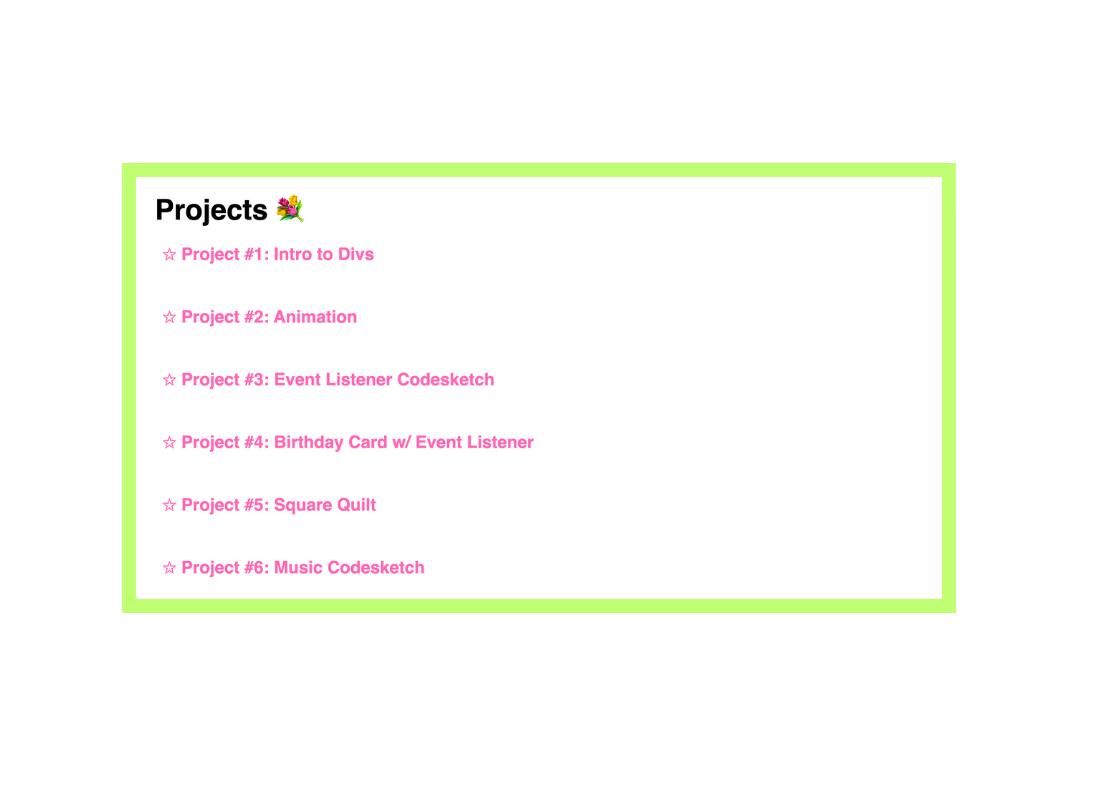 Projects 💐
☆ Project #1: Intro to Divs
☆ Project #2: Animation
☆ Project #3: Event Listener Codesketch
☆ Project #4: Birthday Card w/ Event Listener
☆ Project #5: Square Quilt
☆ Project #6: Music Codesketch